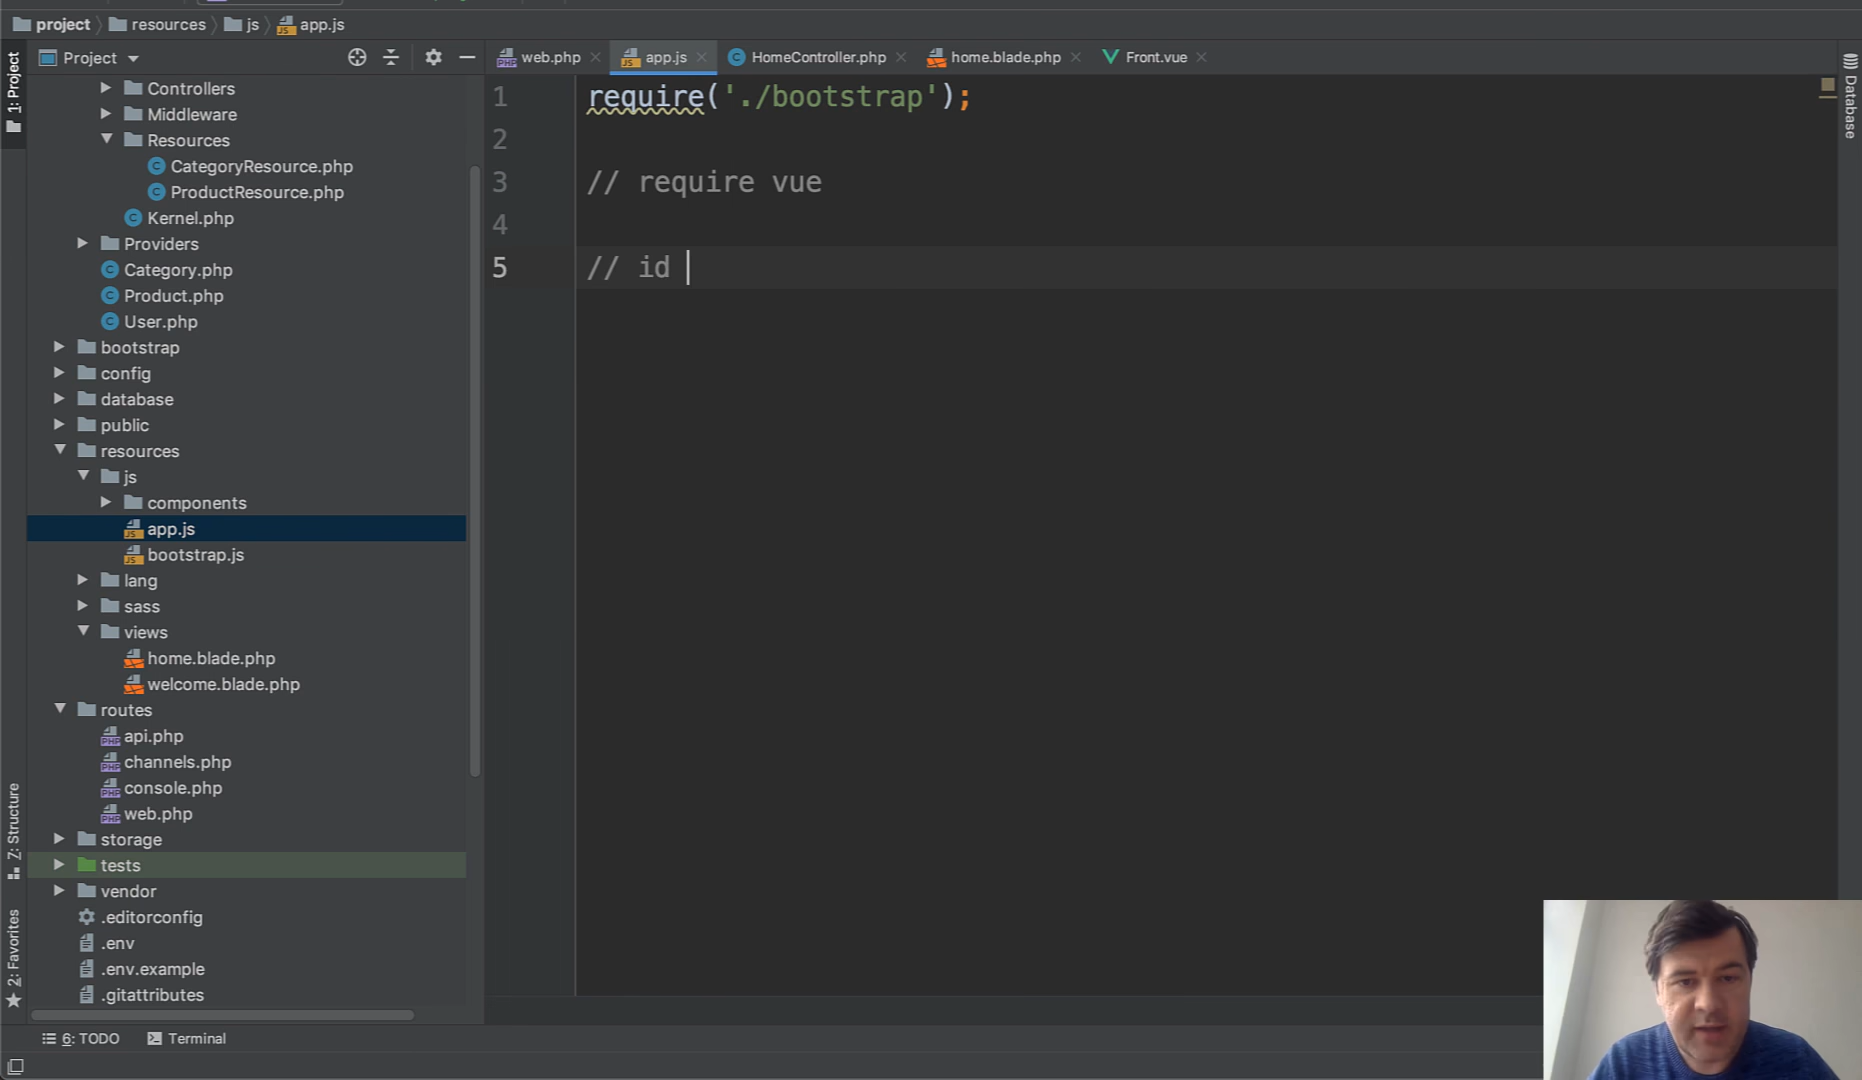 project resources js app.js
1: Project
Project
web.php
app.js
HomeController.php
home.blade.php
Front.vue
Database
Controllers
Middleware
Resources
CategoryResource.php
ProductResource.php
Kernel.php
Providers
Category.php
Product.php
User.php
bootstrap
config
database
public
resources
js
components
app.js
bootstrap.js
lang
sass
views
home.blade.php
welcome.blade.php
routes
api.php
channels.php
console.php
web.php
storage
tests
vendor
.editorconfig
.env
.env.example
.gitattributes
1 require('./bootstrap');
2
3 // require vue
4
5 // id
Z: Structure
2: Favorites
6: TODO
Terminal